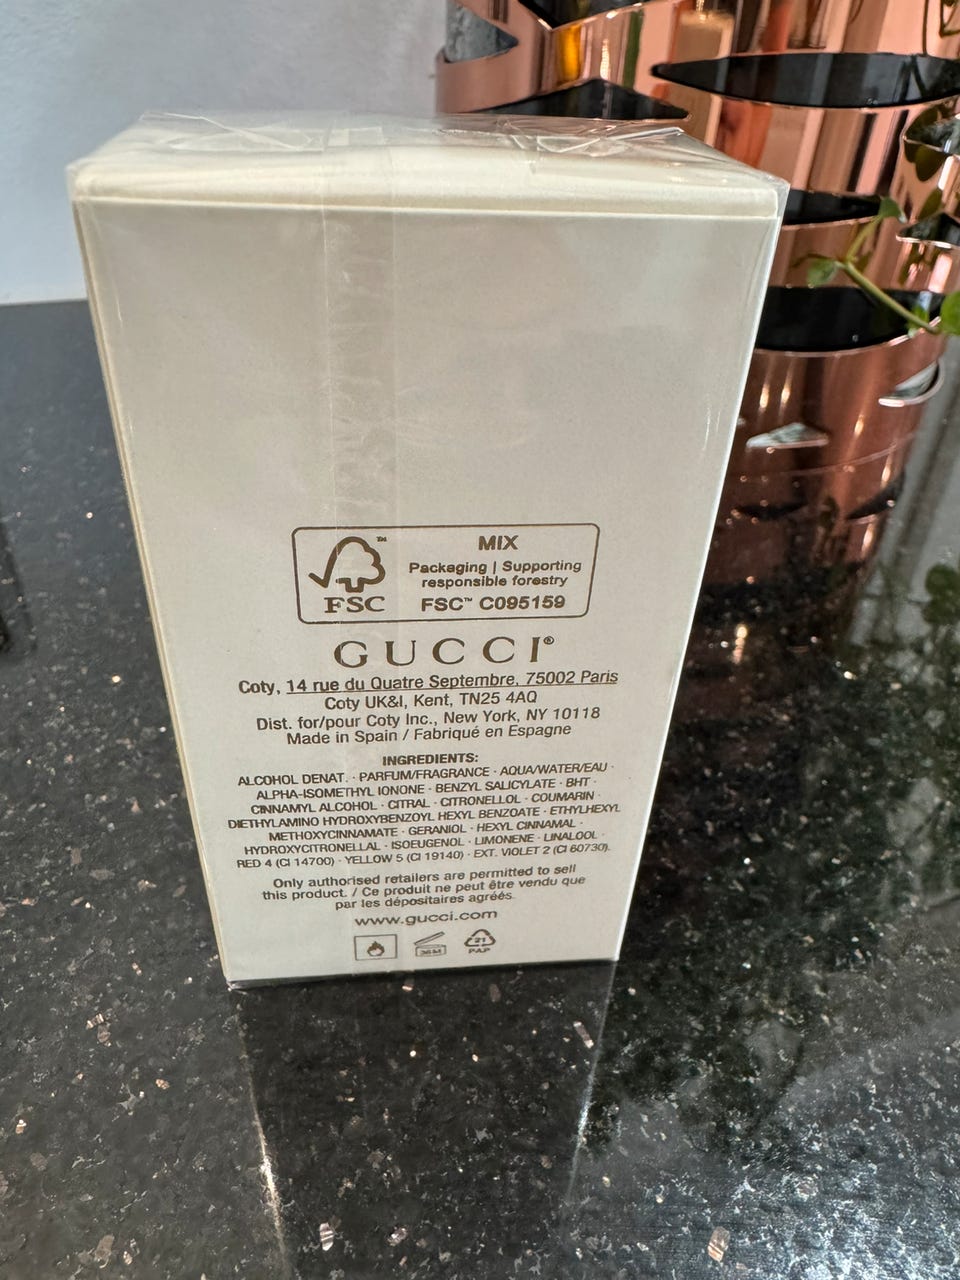 MIX
Packaging | Supporting
responsible forestry
FSC™ C095159
™
FSC
GUCCI®
Coty, 14 rue du Quatre Septembre, 75002 Paris
Coty UK&I, Kent, TN25 4AQ
Dist. for/pour Coty Inc., New York, NY 10118
Made in Spain / Fabriqué en Espagne
INGREDIENTS:
ALCOHOL DENAT. · PARFUM/FRAGRANCE · AQUA/WATER/EAU ·
ALPHA-ISOMETHYL IONONE · BENZYL SALICYLATE · BHT ·
CINNAMYL ALCOHOL · CITRAL · CITRONELLOL · COUMARIN ·
DIETHYLAMINO HYDROXYBENZOYL HEXYL BENZOATE · ETHYLHEXYL
METHOXYCINNAMATE · GERANIOL · HEXYL CINNAMAL ·
HYDROXYCITRONELLAL · ISOEUGENOL · LIMONENE · LINALOOL ·
RED 4 (CI 14700) · YELLOW 5 (CI 19140) · EXT. VIOLET 2 (CI 60730).
Only authorised retailers are permitted to sell
this product. / Ce produit ne peut être vendu que
par les dépositaires agréés.
www.gucci.com
36M
21
PAP